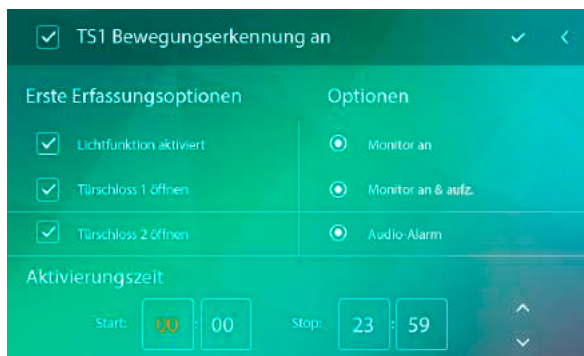 TS1 Bewegungserkennung an
Erste Erfassungsoptionen
Optionen
Lichtfunktion aktiviert
Monitor an
Türschloss 1 öffnen
Monitor an & aufz.
Türschloss 2 öffnen
Audio-Alarm
Aktivierungszeit
Start: 00 : 00 Stop: 23 : 59